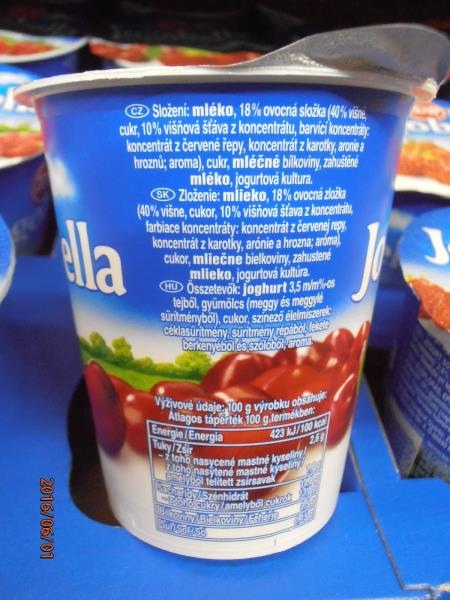 CZ Složení: mléko, 18% ovocná složka (40% višně,
cukr, 10% višňová šťáva z koncentrátu, barvicí koncentráty:
koncentrát z červené řepy, koncentrát z karotky, aronie a
hroznů; aroma), cukr, mléčné bílkoviny, zahuštěné
mléko, jogurtová kultura.
SK Zloženie: mlieko, 18% ovocná zložka
(40% višne, cukor, 10% višňová šťava z koncentrátu,
farbiace koncentráty: koncentrát z červenej repy,
koncentrát z karotky, arónie a hrozna; aróma),
cukor, mliečne bielkoviny, zahustené
mlieko, jogurtová kultúra.
HU Összetevők: joghurt 3,5 m/m%-os
tejből, gyümölcs (meggy és meggylé
sűrítményből), cukor, színező élelmiszerek:
céklasűrítmény, sűrítmény répából, fekete
berkenyéből és szőlőből; aroma.
ella
Jo
Výživové údaje: 100 g výrobku obsahuje:
Átlagos tápérték 100 g termékben:
Energie/Energia 423 kJ/100 kcal
Tuky/Zsír 2,6 g
– z toho nasycené mastné kyseliny/
z toho nasýtené mastné kyseliny/
amelyből telített zsírsavak
Szénhidrát
cukry/amelyből cukrok
Bílkoviny/Bielkoviny/Fehérje
2016/06/01